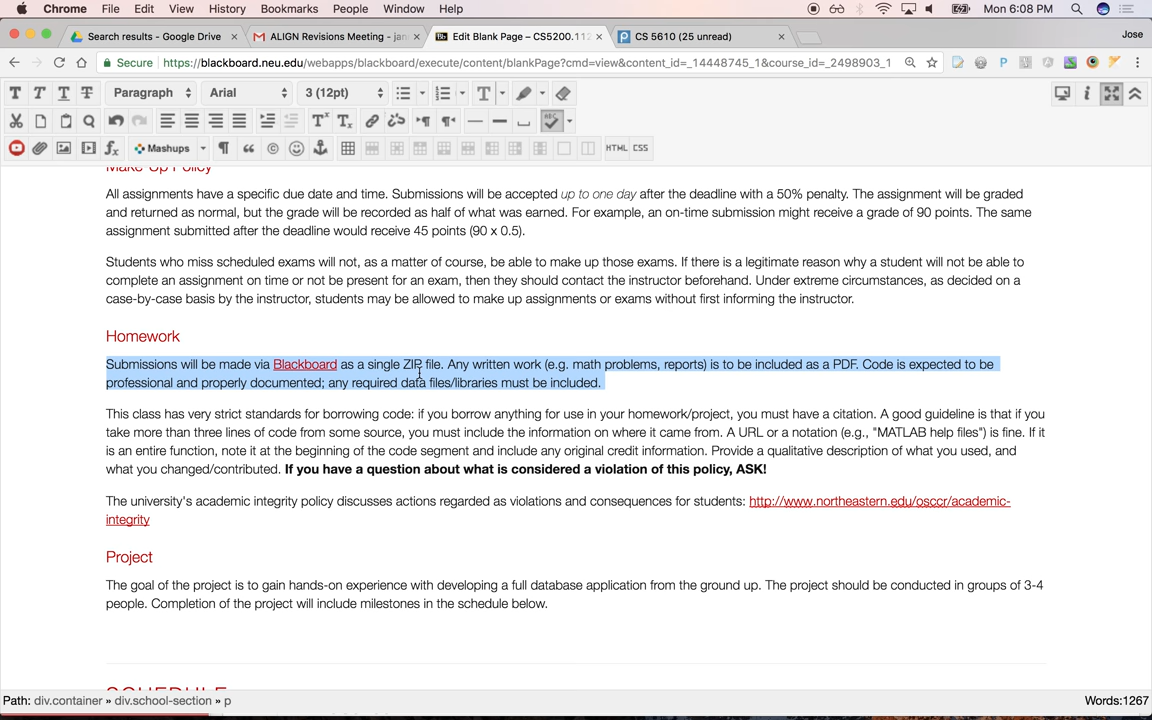 Chrome File Edit View History Bookmarks People Window Help Mon 6:08 PM
Search results - Google Drive × ALIGN Revisions Meeting - jan × Edit Blank Page – CS5200.112 × CS 5610 (25 unread) × Jose
Secure https://blackboard.neu.edu/webapps/blackboard/execute/content/blankPage?cmd=view&content_id=_14448745_1&course_id=_2498903_1
Paragraph Arial 3 (12pt)
Mashups HTML CSS
Make-Up Policy
All assignments have a specific due date and time. Submissions will be accepted up to one day after the deadline with a 50% penalty. The assignment will be graded
and returned as normal, but the grade will be recorded as half of what was earned. For example, an on-time submission might receive a grade of 90 points. The same
assignment submitted after the deadline would receive 45 points (90 x 0.5).
Students who miss scheduled exams will not, as a matter of course, be able to make up those exams. If there is a legitimate reason why a student will not be able to
complete an assignment on time or not be present for an exam, then they should contact the instructor beforehand. Under extreme circumstances, as decided on a
case-by-case basis by the instructor, students may be allowed to make up assignments or exams without first informing the instructor.
Homework
Submissions will be made via Blackboard as a single ZIP file. Any written work (e.g. math problems, reports) is to be included as a PDF. Code is expected to be
professional and properly documented; any required data files/libraries must be included.
This class has very strict standards for borrowing code: if you borrow anything for use in your homework/project, you must have a citation. A good guideline is that if you
take more than three lines of code from some source, you must include the information on where it came from. A URL or a notation (e.g., "MATLAB help files") is fine. If it
is an entire function, note it at the beginning of the code segment and include any original credit information. Provide a qualitative description of what you used, and
what you changed/contributed. If you have a question about what is considered a violation of this policy, ASK!
The university's academic integrity policy discusses actions regarded as violations and consequences for students: http://www.northeastern.edu/osccr/academic-
integrity
Project
The goal of the project is to gain hands-on experience with developing a full database application from the ground up. The project should be conducted in groups of 3-4
people. Completion of the project will include milestones in the schedule below.
SCHEDULE
Path: div.container » div.school-section » p Words:1267